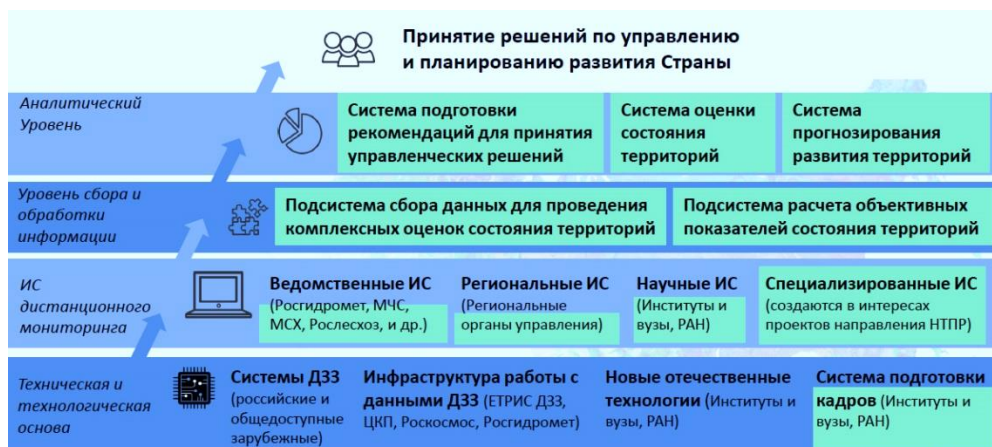 Принятие решений по управлению
и планированию развития Страны
Аналитический
Уровень
Система подготовки
рекомендаций для принятия
управленческих решений
Система оценки
состояния
территорий
Система
прогнозирования
развития территорий
Уровень сбора и
обработки
информации
Подсистема сбора данных для проведения
комплексных оценок состояния территорий
Подсистема расчета объективных
показателей состояния территорий
ИС
дистанционного
мониторинга
Ведомственные ИС
(Росгидромет, МЧС,
МСХ, Рослесхоз, и др.)
Региональные ИС
(Региональные
органы управления)
Научные ИС
(Институты и
вузы, РАН)
Специализированные ИС
(создаются в интересах
проектов направления НТПР)
Техническая и
технологическая
основа
Системы ДЗЗ
(российские и
общедоступные
зарубежные)
Инфраструктура работы с
данными ДЗЗ (ЕТРИС ДЗЗ,
ЦКП, Роскосмос, Росгидромет)
Новые отечественные
технологии (Институты и
вузы, РАН)
Система подготовки
кадров (Институты и
вузы, РАН)